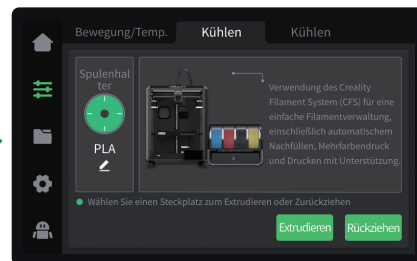 Bewegung/Temp.
Kühlen
Kühlen
Spulenhal
ter
PLA
Verwendung des Creality
Filament System (CFS) für eine
einfache Filamentverwaltung,
einschließlich automatischem
Nachfüllen, Mehrfarbendruck
und Drucken mit Unterstützung.
Wählen Sie einen Steckplatz zum Extrudieren oder Zurückziehen
Extrudieren
Rückziehen